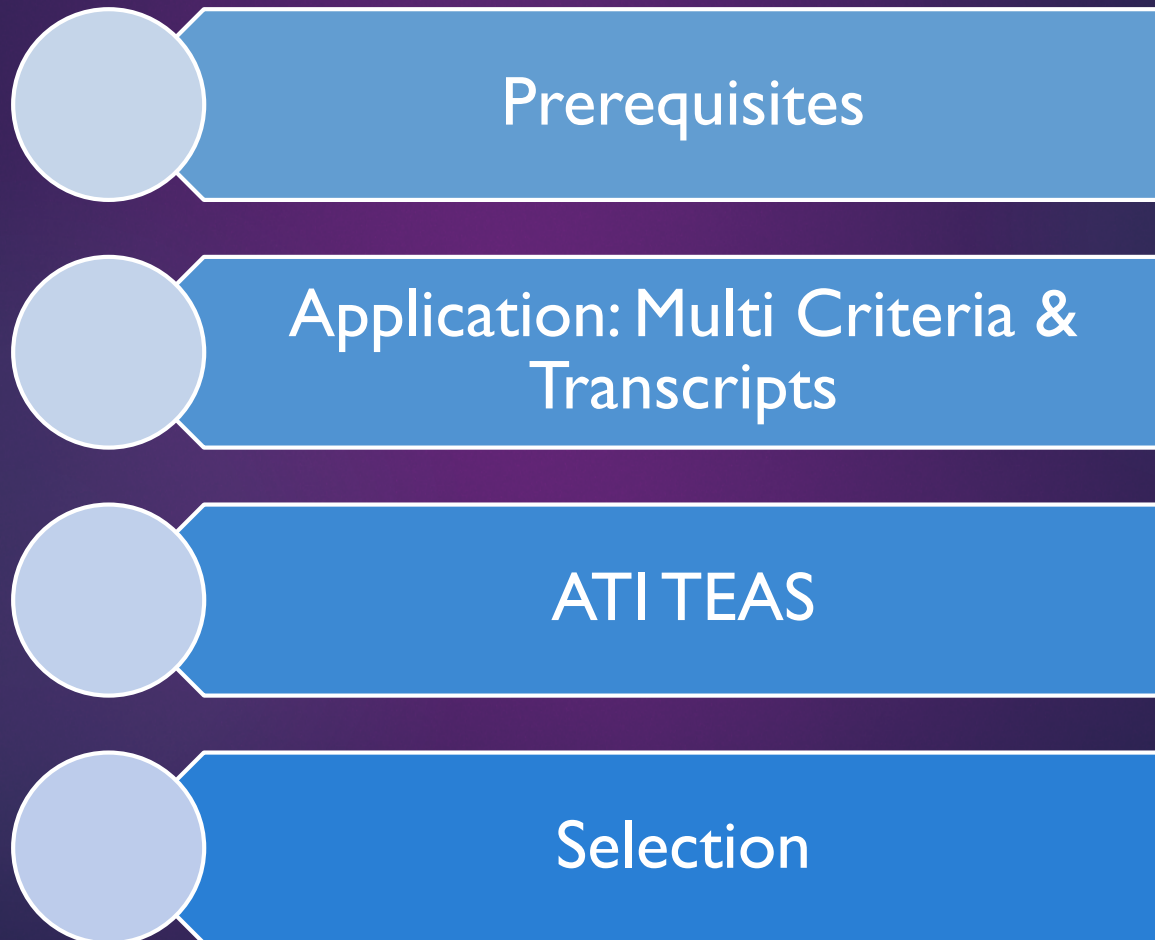 Prerequisites
Application: Multi Criteria &
Transcripts
ATI TEAS
Selection